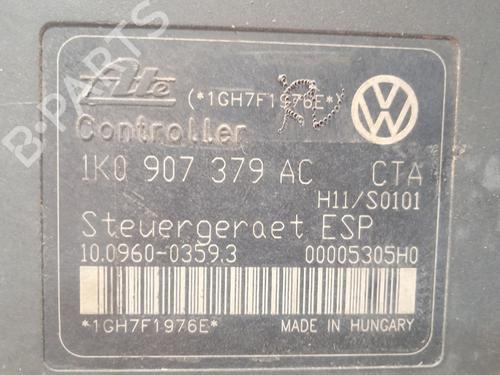 Ate (*1GH7F1976E*)
Controller
1K0 907 379 AC CTA
H11/S0101
Steuergeraet ESP
10.0960-0359.3 00005305H0
*1GH7F1976E* MADE IN HUNGARY
B-PARTS